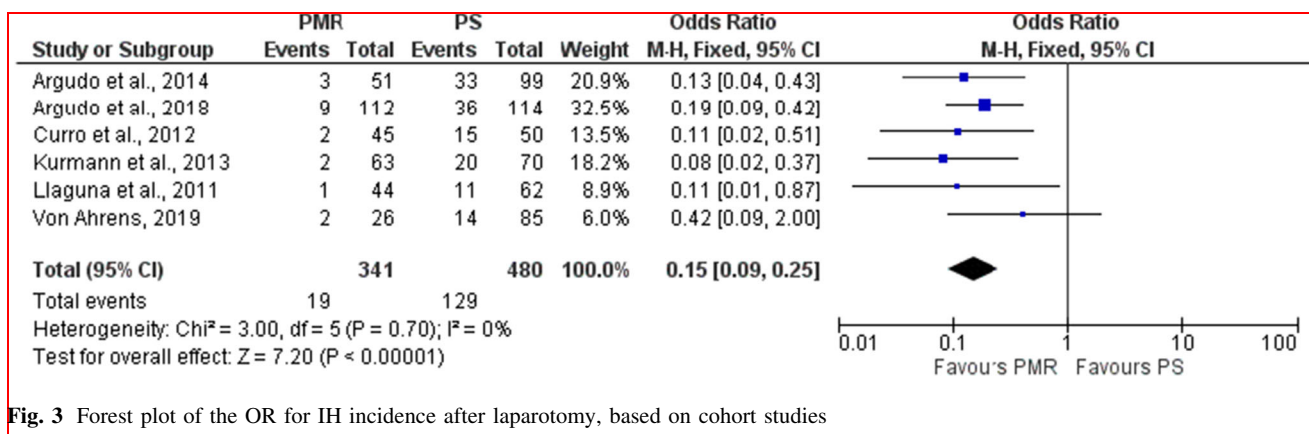 PMR PS Odds Ratio Odds Ratio
Study or Subgroup Events Total Events Total Weight M-H, Fixed, 95% CI M-H, Fixed, 95% CI
Argudo et al., 2014 3 51 33 99 20.9% 0.13 [0.04, 0.43]
Argudo et al., 2018 9 112 36 114 32.5% 0.19 [0.09, 0.42]
Curro et al., 2012 2 45 15 50 13.5% 0.11 [0.02, 0.51]
Kurmann et al., 2013 2 63 20 70 18.2% 0.08 [0.02, 0.37]
Llaguna et al., 2011 1 44 11 62 8.9% 0.11 [0.01, 0.87]
Von Ahrens, 2019 2 26 14 85 6.0% 0.42 [0.09, 2.00]
Total (95% CI) 341 480 100.0% 0.15 [0.09, 0.25]
Total events 19 129
Heterogeneity: Chi² = 3.00, df = 5 (P = 0.70); I² = 0%
Test for overall effect: Z = 7.20 (P < 0.00001)
0.01 0.1 1 10 100
Favours PMR Favours PS
Fig. 3 Forest plot of the OR for IH incidence after laparotomy, based on cohort studies